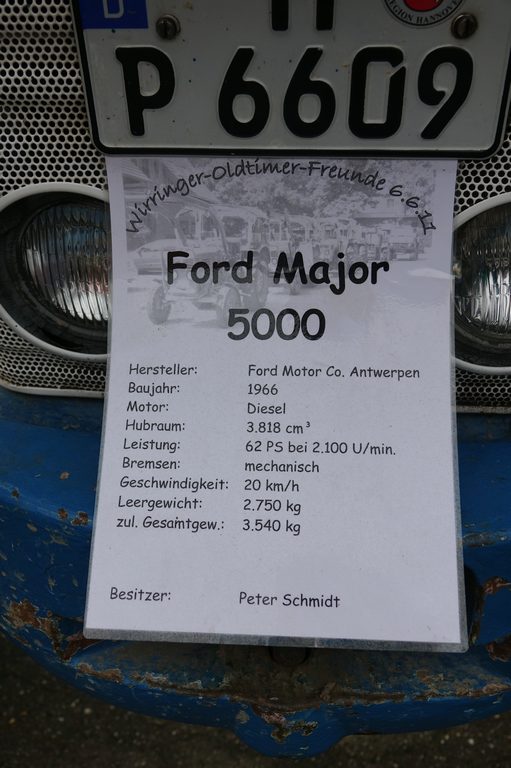 REGION HANNOVER
D
P 6609
Wirringer-Oldtimer-Freunde 6.6.11
Ford Major
5000
Hersteller: Ford Motor Co. Antwerpen
Baujahr: 1966
Motor: Diesel
Hubraum: 3.818 cm³
Leistung: 62 PS bei 2.100 U/min.
Bremsen: mechanisch
Geschwindigkeit: 20 km/h
Leergewicht: 2.750 kg
zul. Gesamtgew.: 3.540 kg
Besitzer: Peter Schmidt